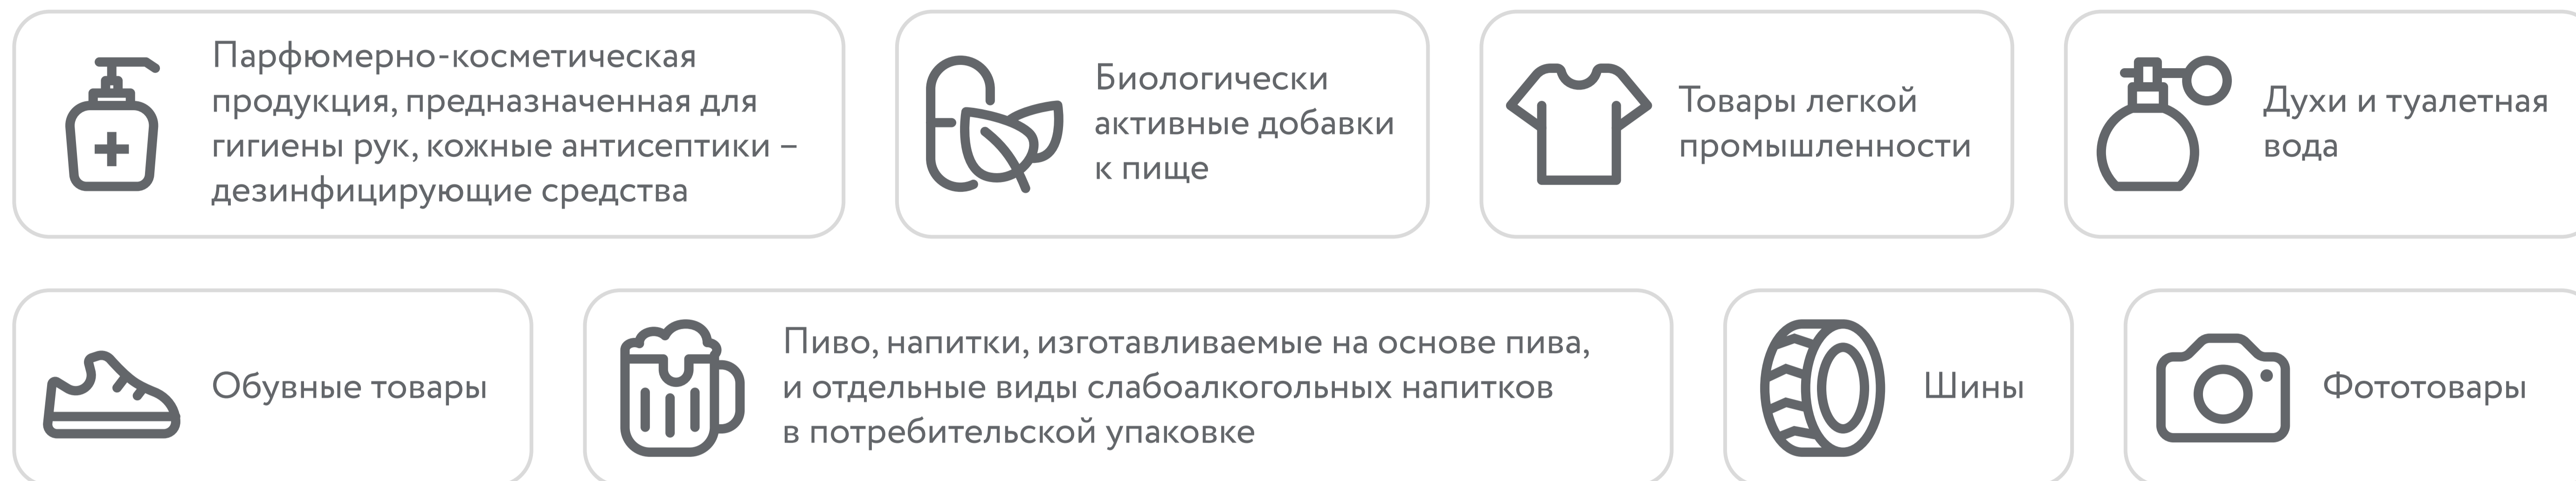 Парфюмерно-косметическая
продукция, предназначенная для
гигиены рук, кожные антисептики –
дезинфицирующие средства
Биологически
активные добавки
к пище
Товары легкой
промышленности
Духи и туалетная
вода
Обувные товары
Пиво, напитки, изготавливаемые на основе пива,
и отдельные виды слабоалкогольных напитков
в потребительской упаковке
Шины
Фототовары